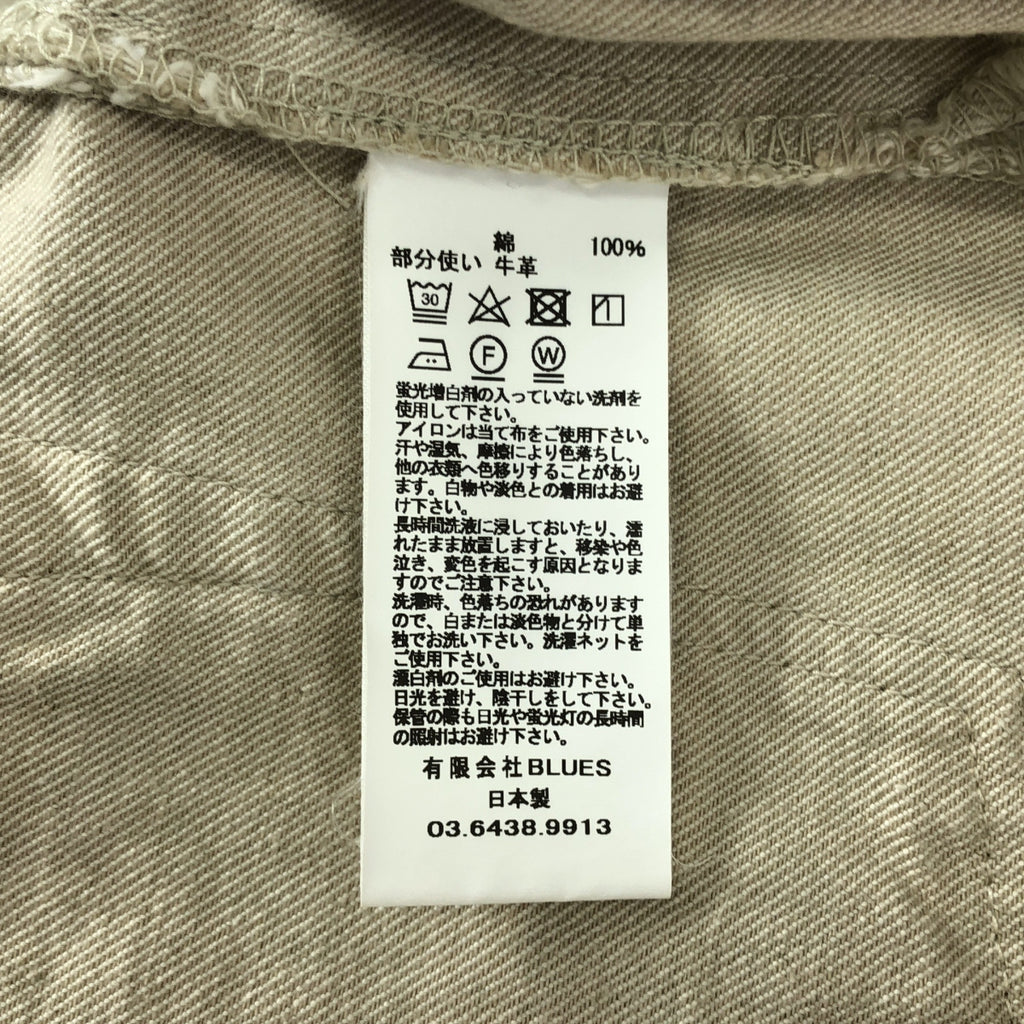 綿 100%
部分使い 牛革
30
F W
蛍光増白剤の入っていない洗剤を
使用して下さい。
アイロンは当て布をご使用下さい。
汗や湿気、摩擦により色落ちし、
他の衣類へ色移りすることがあり
ます。白物や淡色との着用はお避
け下さい。
長時間洗液に浸しておいたり、濡
れたまま放置しますと、移染や色
泣き、変色を起こす原因となりま
すのでご注意下さい。
洗濯時、色落ちの恐れがあります
ので、白または淡色物と分けて単
独でお洗い下さい。洗濯ネットを
ご使用下さい。
漂白剤のご使用はお避け下さい。
日光を避け、陰干しをして下さい。
保管の際も日光や蛍光灯の長時間
の照射はお避け下さい。
有限会社BLUES
日本製
03.6438.9913